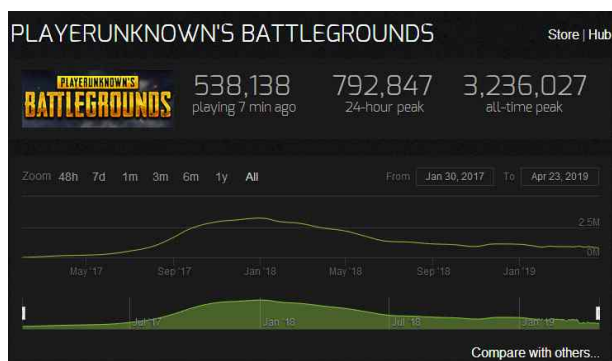 PLAYERUNKNOWN'S BATTLEGROUNDS Store | Hub
PLAYERUNKNOWN'S
BATTLEGROUNDS
538,138 792,847 3,236,027
playing 7 min ago 24-hour peak all-time peak
Zoom 48h 7d 1m 3m 6m 1y All From Jan 30, 2017 To Apr 23, 2019
2.5M
0M
May '17 Sep '17 Jan '18 May '18 Sep '18 Jan '19
Jul '17 Jan '18 Jul '18 Jan '19
Compare with others...